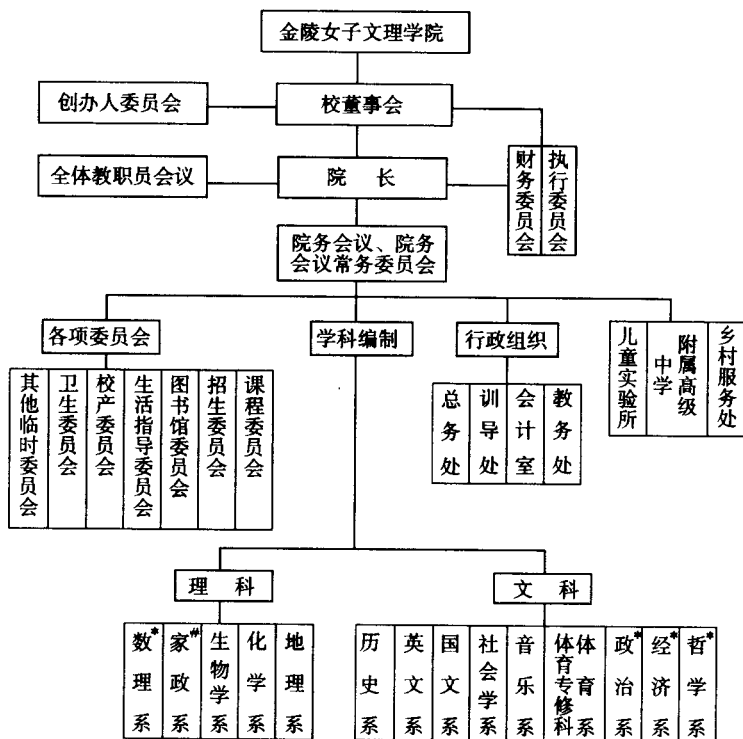 金陵女子文理学院
创办人委员会
校董事会
全体教职员会议
院 长
财务委员会
执行委员会
院务会议、院务
会议常务委员会
各项委员会
学科编制
行政组织
儿童实验所
附属高级
中学
乡村服务处
其他临时委员会
卫生委员会
校产委员会
生活指导委员会
图书馆委员会
招生委员会
课程委员会
总务处
训导处
会计室
教务处
理 科
文 科
数理*系
家政#系
生物学系
化学系
地理系
历史系
英文系
国文系
社会学系
音乐系
体育专修科
体育系
政治*系
经济*系
哲学*系